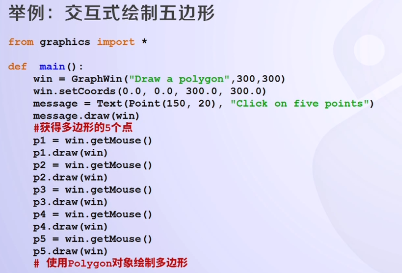 举例：交互式绘制五边形
from graphics import *
def main():
win = GraphWin("Draw a polygon",300,300)
win.setCoords(0.0, 0.0, 300.0, 300.0)
message = Text(Point(150, 20), "Click on five points")
message.draw(win)
#获得多边形的5个点
p1 = win.getMouse()
p1.draw(win)
p2 = win.getMouse()
p2.draw(win)
p3 = win.getMouse()
p3.draw(win)
p4 = win.getMouse()
p4.draw(win)
p5 = win.getMouse()
p5.draw(win)
# 使用Polygon对象绘制多边形